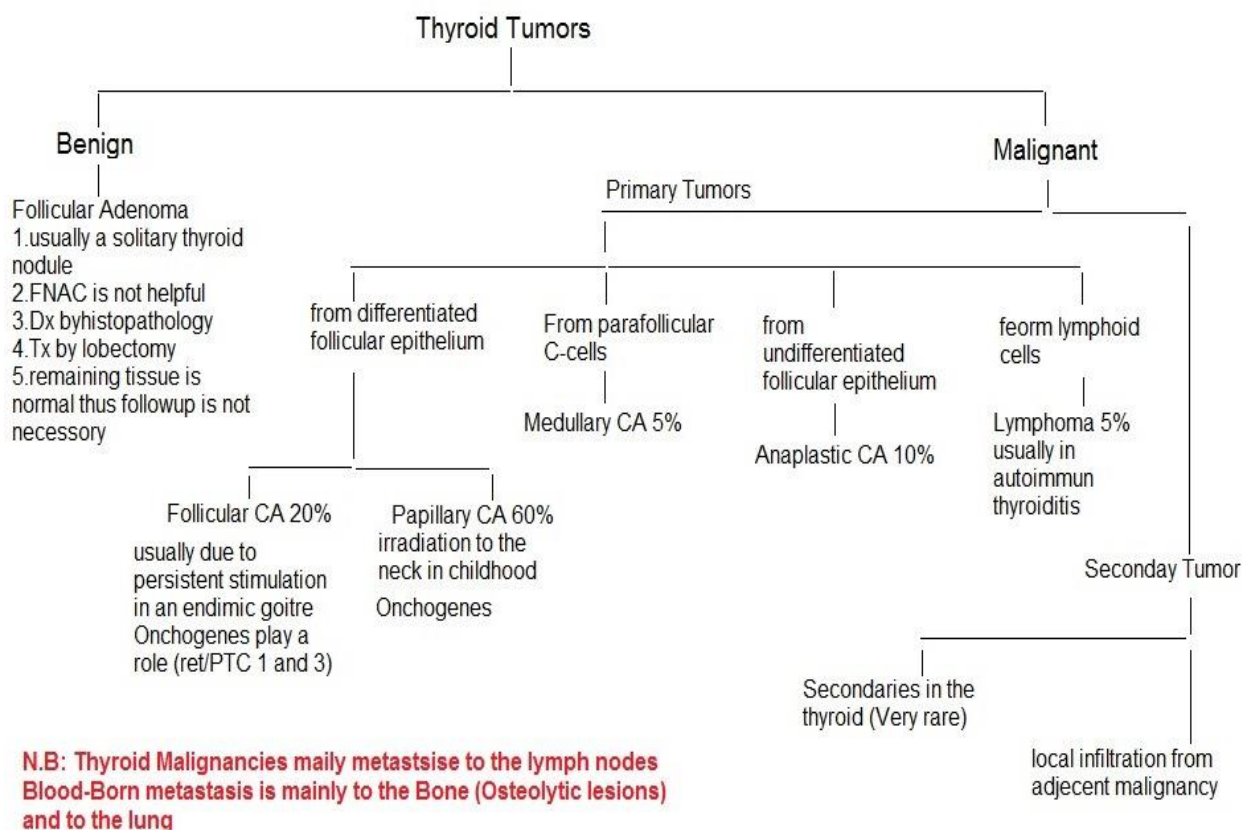 Thyroid Tumors
Benign
Malignant
Follicular Adenoma
1.usually a solitary thyroid
nodule
2.FNAC is not helpful
3.Dx byhistopathology
4.Tx by lobectomy
5.remaining tissue is
normal thus followup is not
necessary
Primary Tumors
from differentiated
follicular epithelium
From parafollicular
C-cells
from
undifferentiated
follicular epithelium
feorm lymphoid
cells
Medullary CA 5%
Anaplastic CA 10%
Lymphoma 5%
usually in
autoimmun
thyroiditis
Follicular CA 20%
usually due to
persistent stimulation
in an endimic goitre
Onchogenes play a
role (ret/PTC 1 and 3)
Papillary CA 60%
irradiation to the
neck in childhood
Onchogenes
Seconday Tumor
Secondaries in the
thyroid (Very rare)
local infiltration from
adjecent malignancy
N.B: Thyroid Malignancies maily metastsise to the lymph nodes
Blood-Born metastasis is mainly to the Bone (Osteolytic lesions)
and to the lung